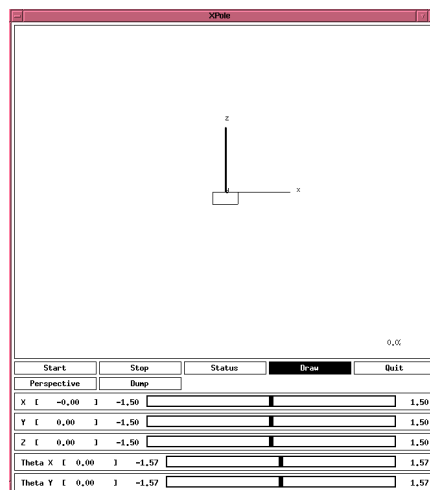 XPole
z
y
x
0.0%
Start Stop Status Draw Quit
Perspective Dump
X [ -0.00 ] -1.50 1.50
Y [ 0.00 ] -1.50 1.50
Z [ 0.00 ] -1.50 1.50
Theta X [ 0.00 ] -1.57 1.57
Theta Y [ 0.00 ] -1.57 1.57